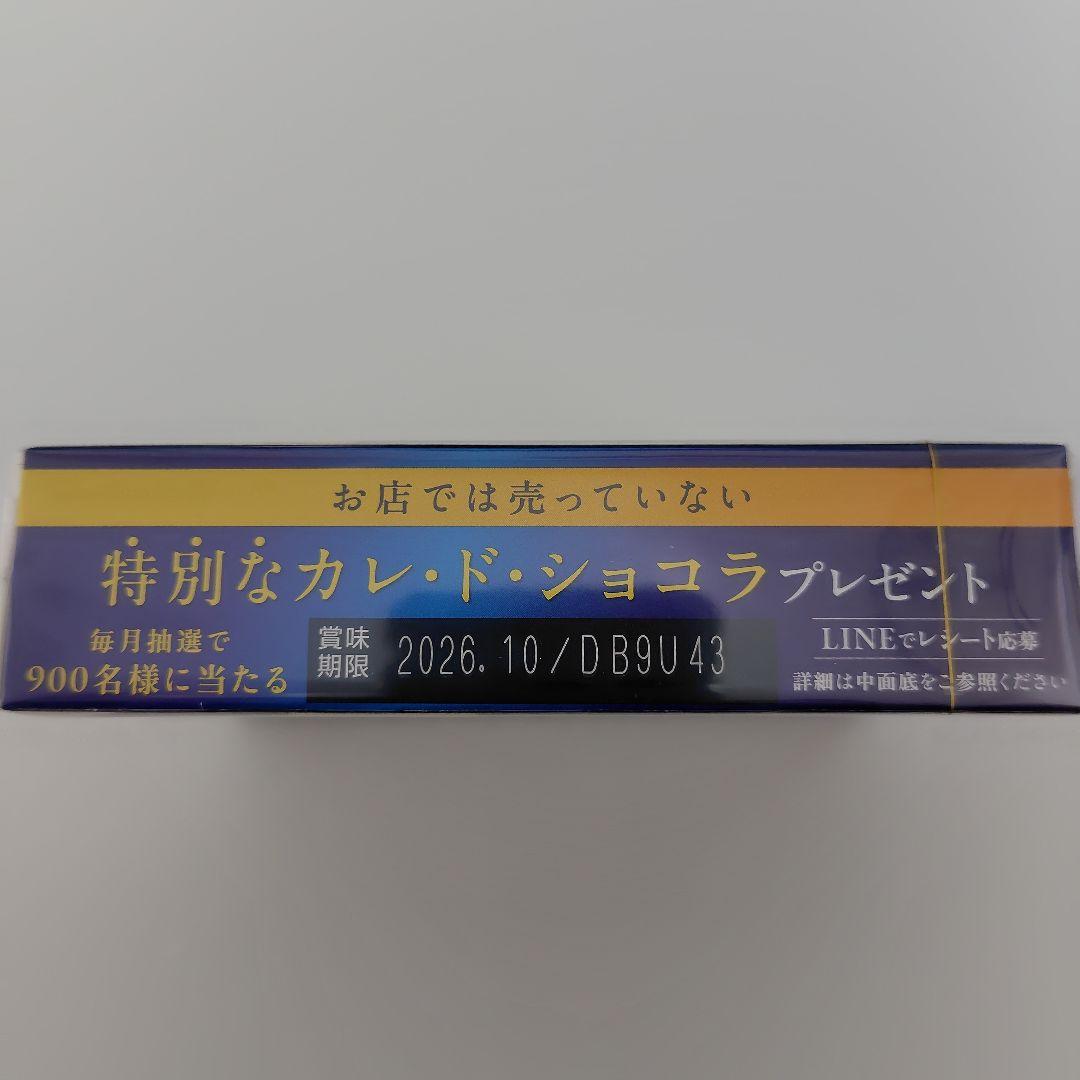 お店では売っていない
特別なカレ・ド・ショコラプレゼント
毎月抽選で
900名様に当たる
賞味
期限
2026.10/DB9U43
LINEでレシート応募
詳細は中面底をご参照ください